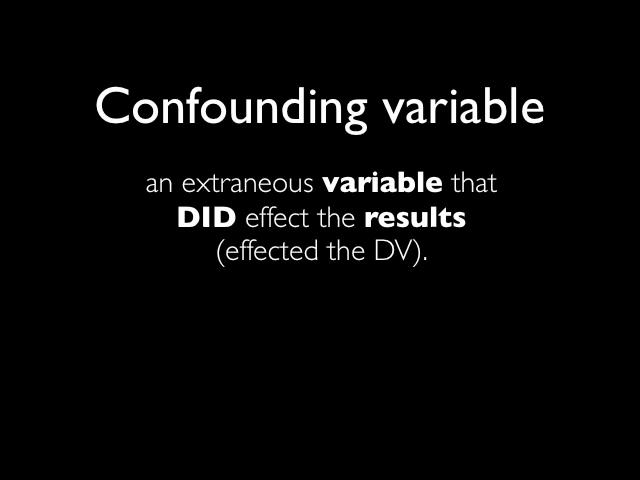 Confounding variable
an extraneous variable that
DID effect the results
(effected the DV).